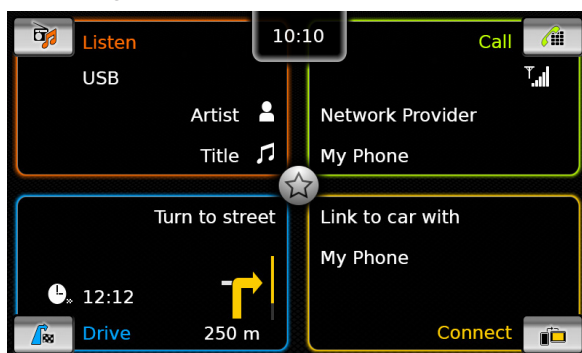 Listen
10:10
Call
USB
Artist
Network Provider
Title
My Phone
Turn to street
Link to car with
My Phone
12:12
Drive
250 m
Connect